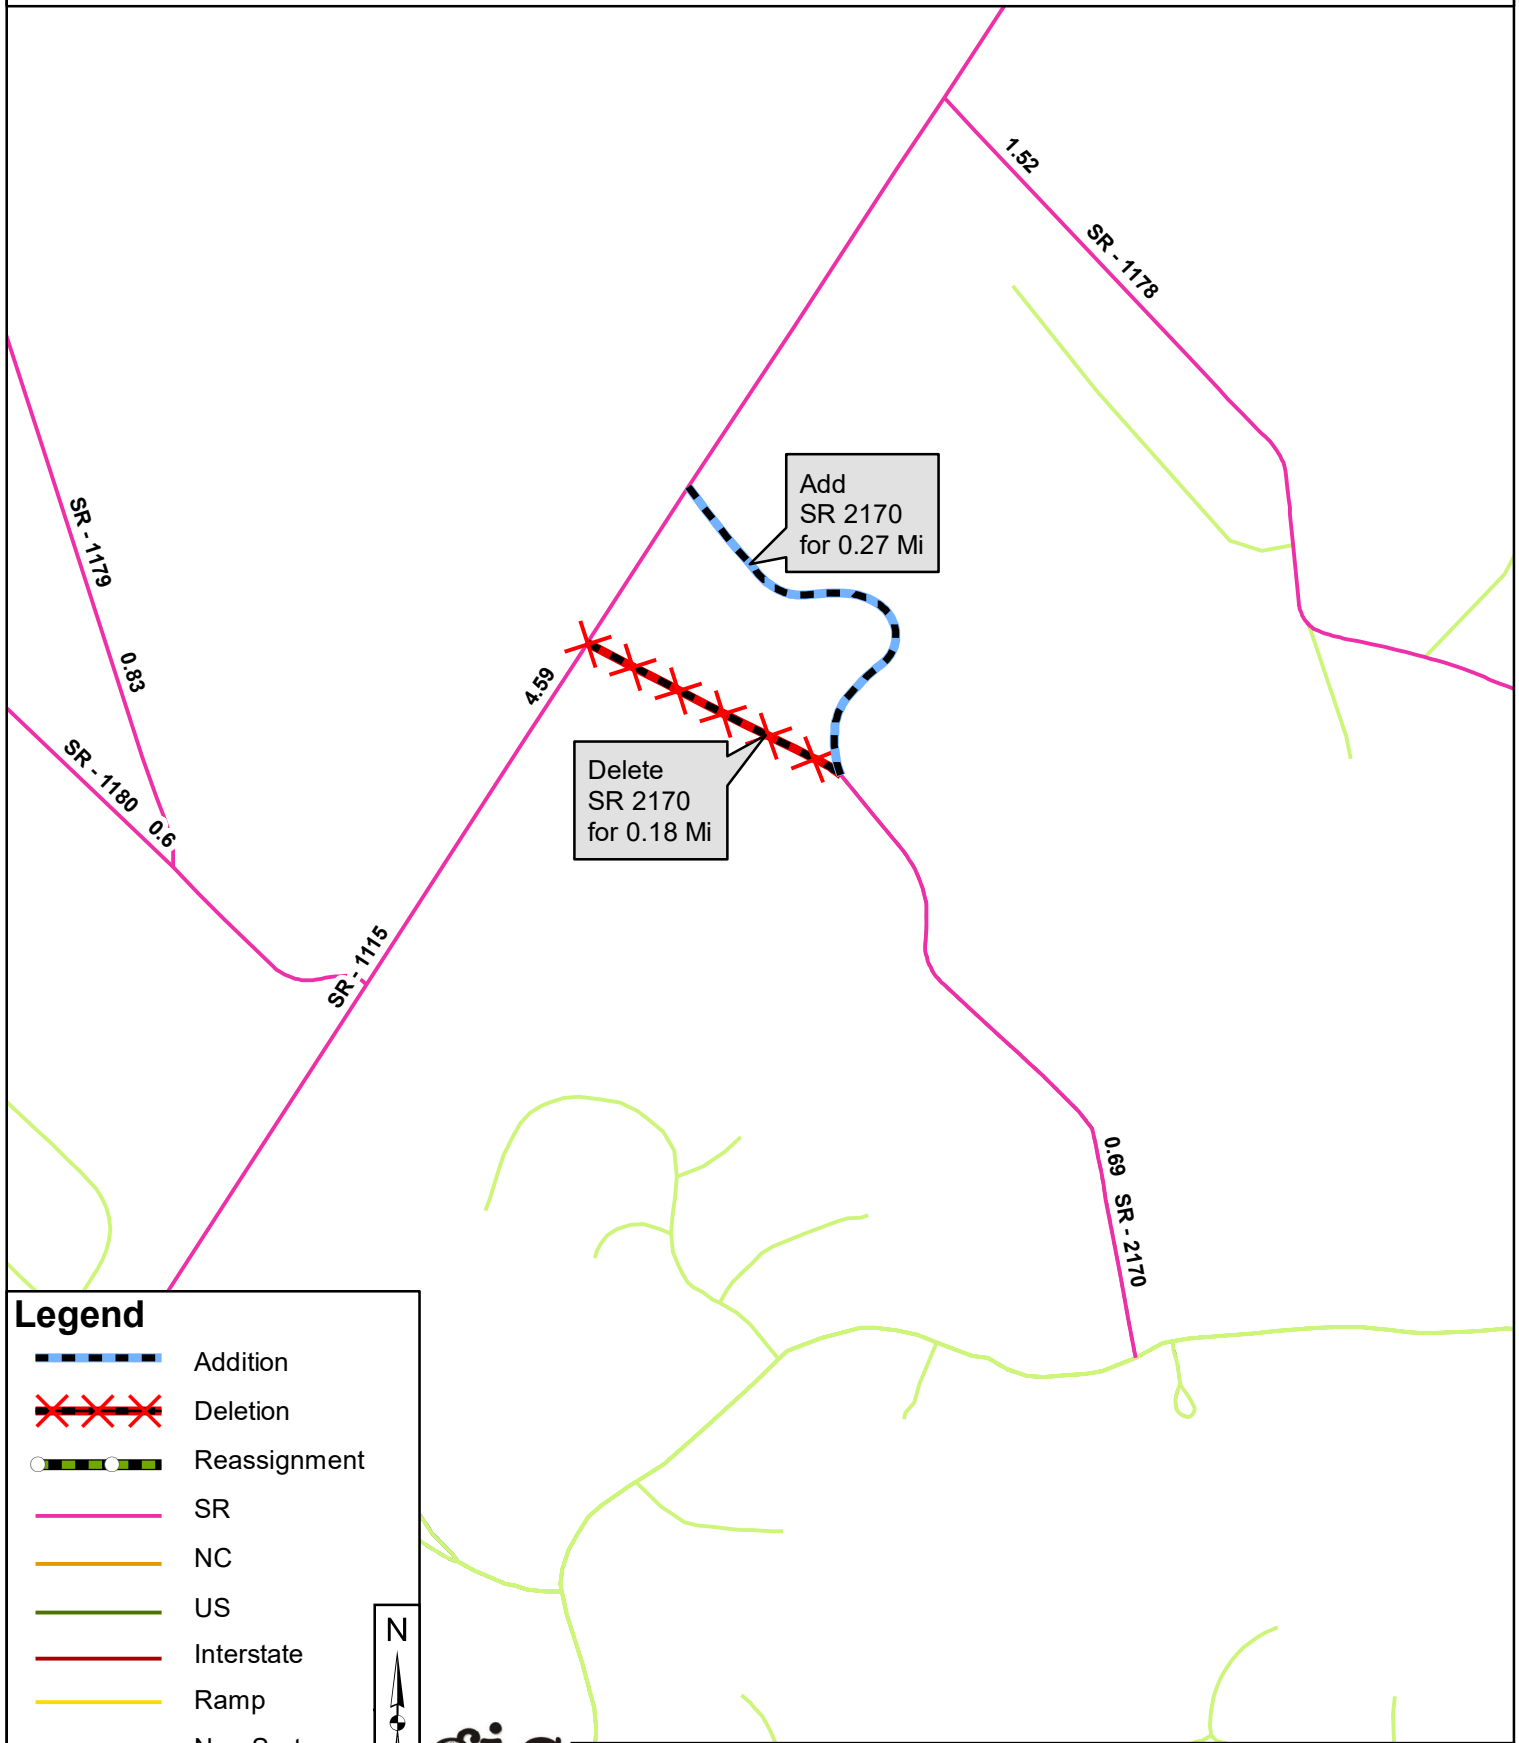 1.52
SR - 1178
Add
SR 2170
for 0.27 Mi
SR - 1179
0.83
4.59
SR - 1180
0.6
Delete
SR 2170
for 0.18 Mi
SR - 1115
0.69 SR - 2170
Legend
Addition
Deletion
Reassignment
SR
NC
US
Interstate
Ramp
N